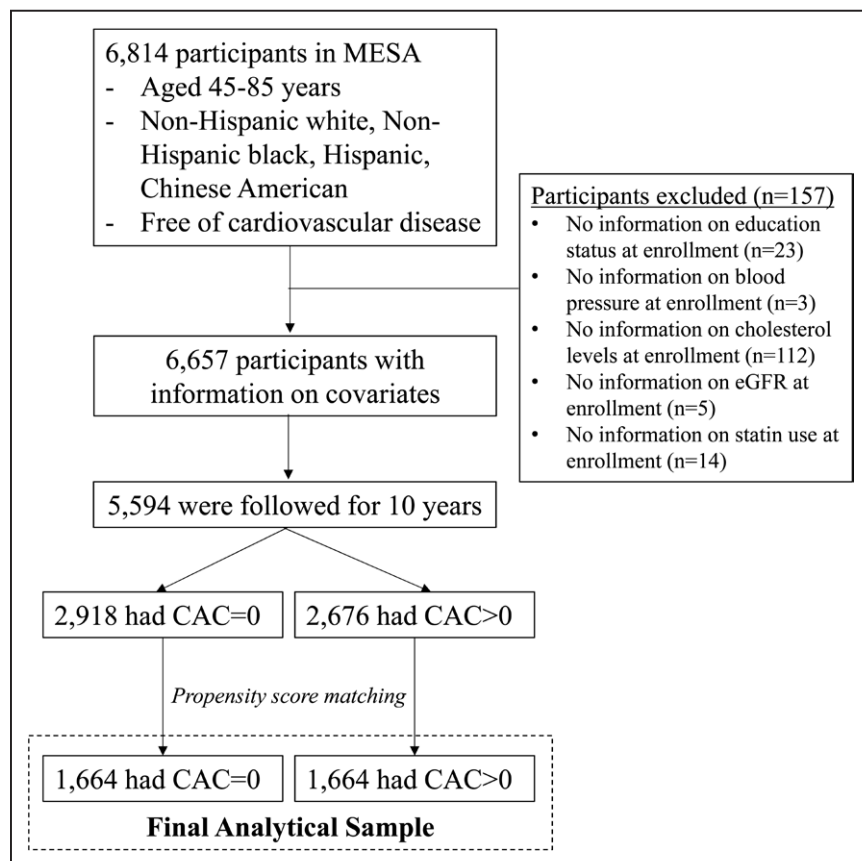 6,814 participants in MESA
- Aged 45-85 years
- Non-Hispanic white, Non-
Hispanic black, Hispanic,
Chinese American
- Free of cardiovascular disease
Participants excluded (n=157)
• No information on education
status at enrollment (n=23)
• No information on blood
pressure at enrollment (n=3)
• No information on cholesterol
levels at enrollment (n=112)
• No information on eGFR at
enrollment (n=5)
• No information on statin use at
enrollment (n=14)
6,657 participants with
information on covariates
5,594 were followed for 10 years
2,918 had CAC=0
2,676 had CAC>0
Propensity score matching
1,664 had CAC=0
1,664 had CAC>0
Final Analytical Sample